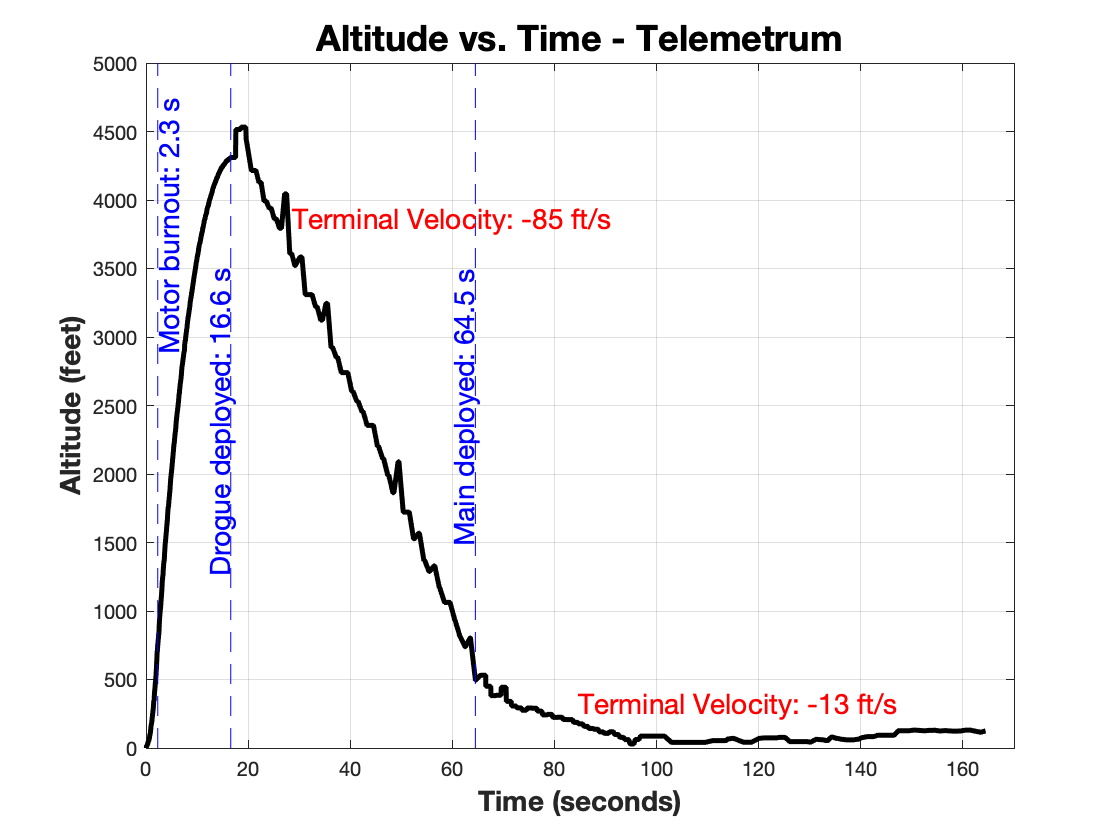 Altitude vs. Time - Telemetrum
5000
4500
4000
3500
3000
2500
2000
1500
1000
500
0
Altitude (feet)
Motor burnout: 2.3 s
Drogue deployed: 16.6 s
Main deployed: 64.5 s
Terminal Velocity: -85 ft/s
Terminal Velocity: -13 ft/s
0 20 40 60 80 100 120 140 160
Time (seconds)